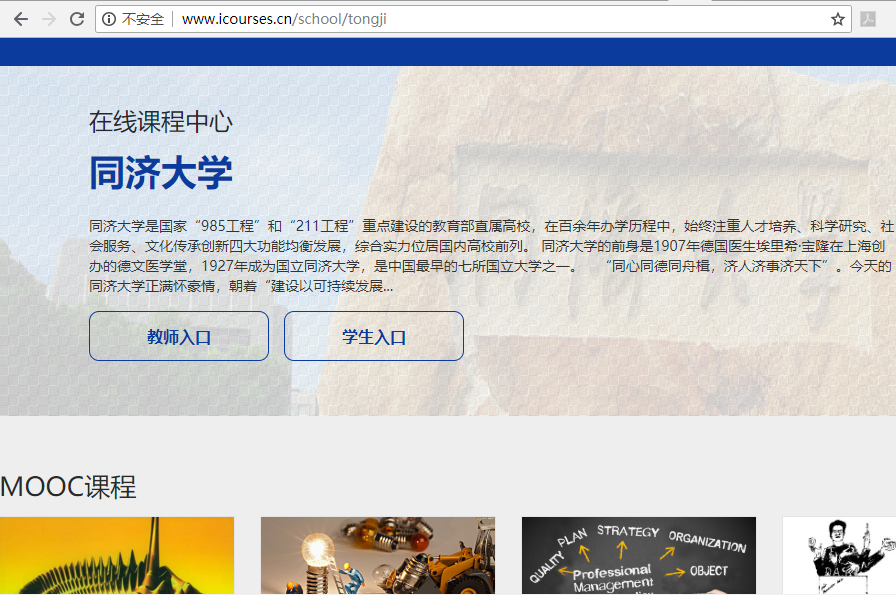 不安全 www.icourses.cn/school/tongji
在线课程中心
同济大学
同济大学是国家“985工程”和“211工程”重点建设的教育部直属高校，在百余年办学历程中，始终注重人才培养、科学研究、社
会服务、文化传承创新四大功能均衡发展，综合实力位居国内高校前列。 同济大学的前身是1907年德国医生埃里希·宝隆在上海创
办的德文医学堂，1927年成为国立同济大学，是中国最早的七所国立大学之一。 “同心同德同舟楫，济人济事济天下”。今天的
同济大学正满怀豪情，朝着“建设以可持续发展...
教师入口 学生入口
MOOC课程
QUALITY PLAN STRATEGY ORGANIZATION
Professional OBJECT
Management